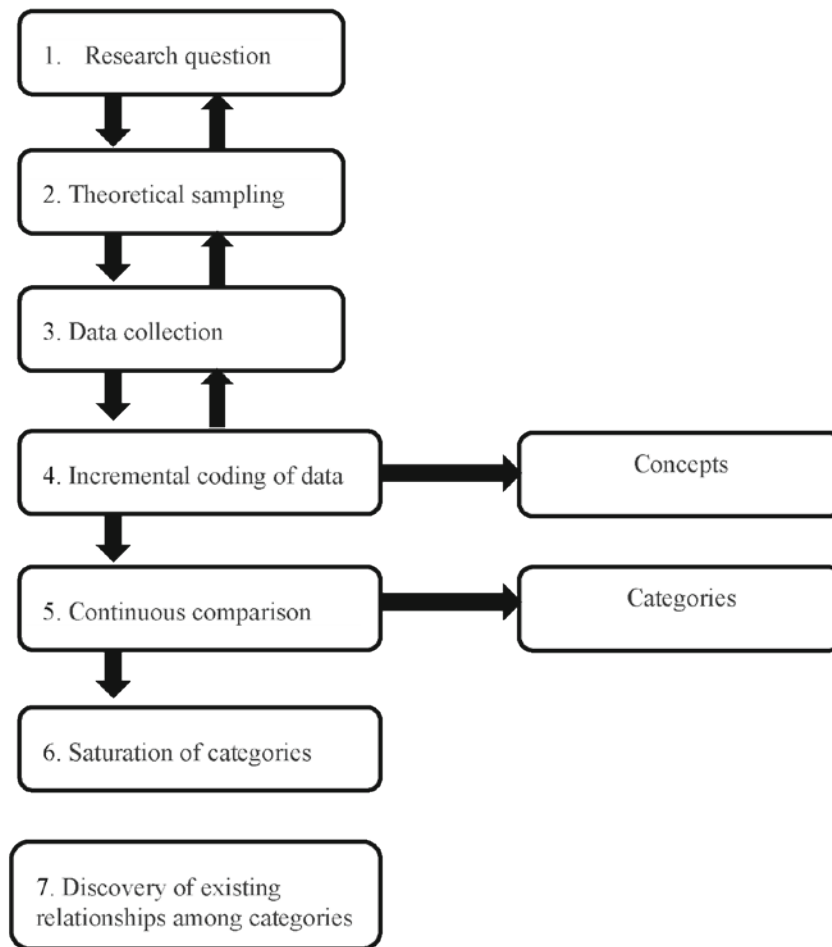 1. Research question
2. Theoretical sampling
3. Data collection
4. Incremental coding of data
Concepts
5. Continuous comparison
Categories
6. Saturation of categories
7. Discovery of existing
relationships among categories